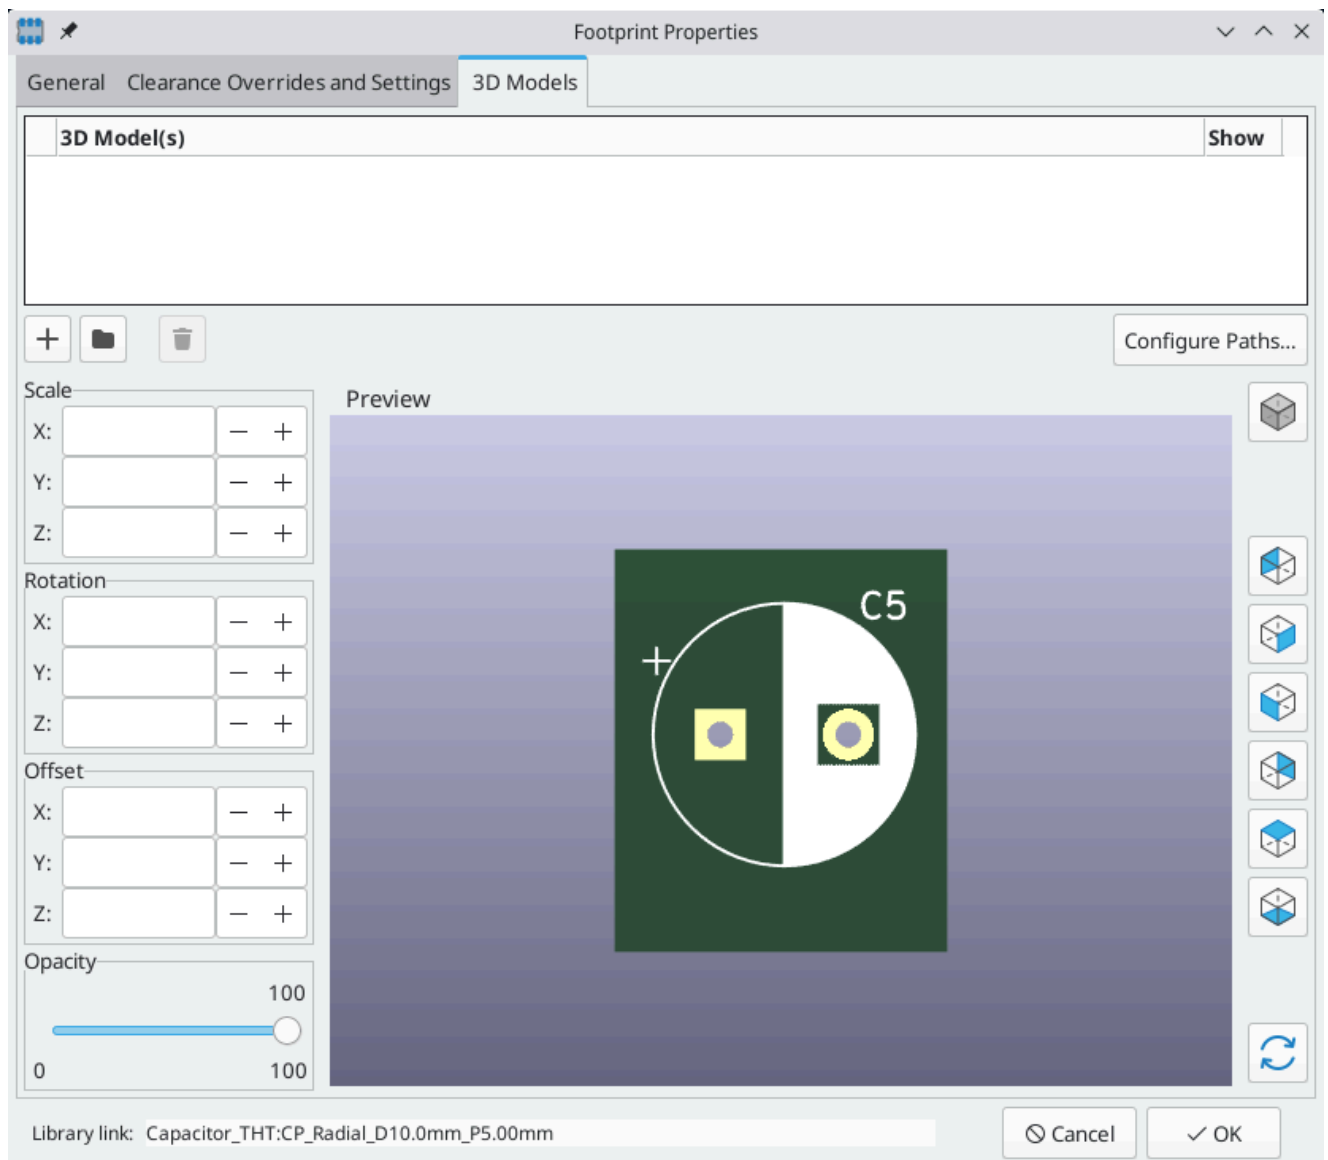 Footprint Properties
General Clearance Overrides and Settings 3D Models
3D Model(s) Show
Configure Paths...
Scale
X:
Y:
Z:
Rotation
X:
Y:
Z:
Offset
X:
Y:
Z:
Opacity
100
0 100
Preview
C5
+
Library link: Capacitor_THT:CP_Radial_D10.0mm_P5.00mm
Cancel OK